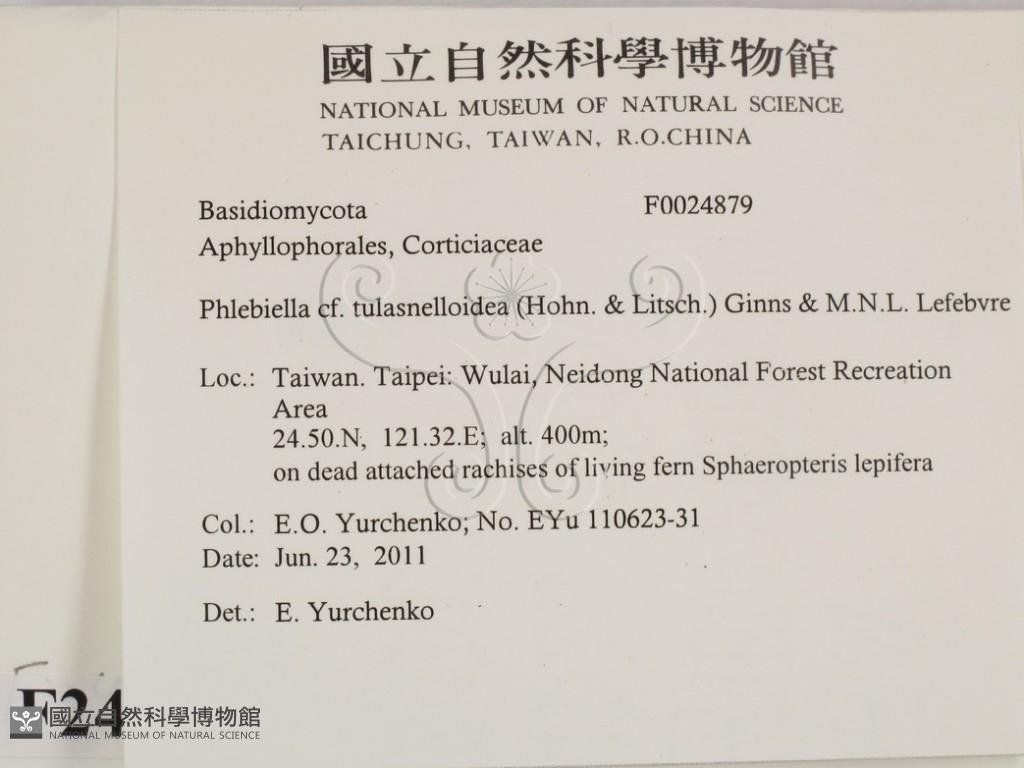 國立自然科學博物館
NATIONAL MUSEUM OF NATURAL SCIENCE
TAICHUNG, TAIWAN, R.O.CHINA
Basidiomycota F0024879
Aphyllophorales, Corticiaceae
Phlebiella cf. tulasnelloidea (Hohn. & Litsch.) Ginns & M.N.L. Lefebvre
Loc.: Taiwan. Taipei: Wulai, Neidong National Forest Recreation
Area
24.50.N, 121.32.E; alt. 400m;
on dead attached rachises of living fern Sphaeropteris lepifera
Col.: E.O. Yurchenko; No. EYu 110623-31
Date: Jun. 23, 2011
Det.: E. Yurchenko
F24
國立自然科學博物館
NATIONAL MUSEUM OF NATURAL SCIENCE